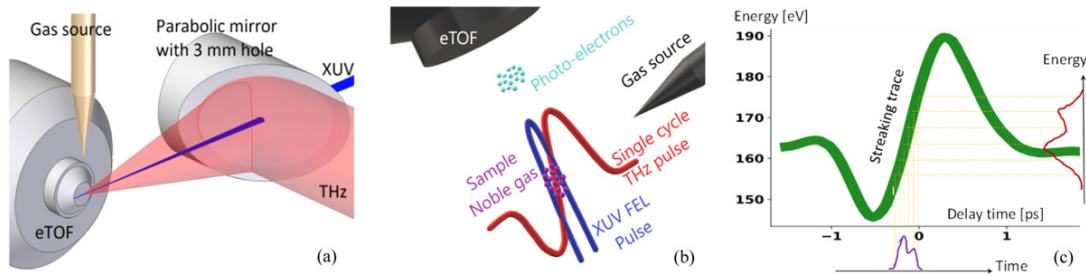 Gas source
Parabolic mirror
with 3 mm hole
XUV
THz
eTOF
(a)
eTOF
Photo-electrons
Gas source
Sample
Noble gas
Single cycle
THz pulse
XUV FEL
Pulse
(b)
Energy [eV]
190
180
170
160
150
Streaking trace
Energy
Delay time [ps]
−1
0
1
Time
(c)